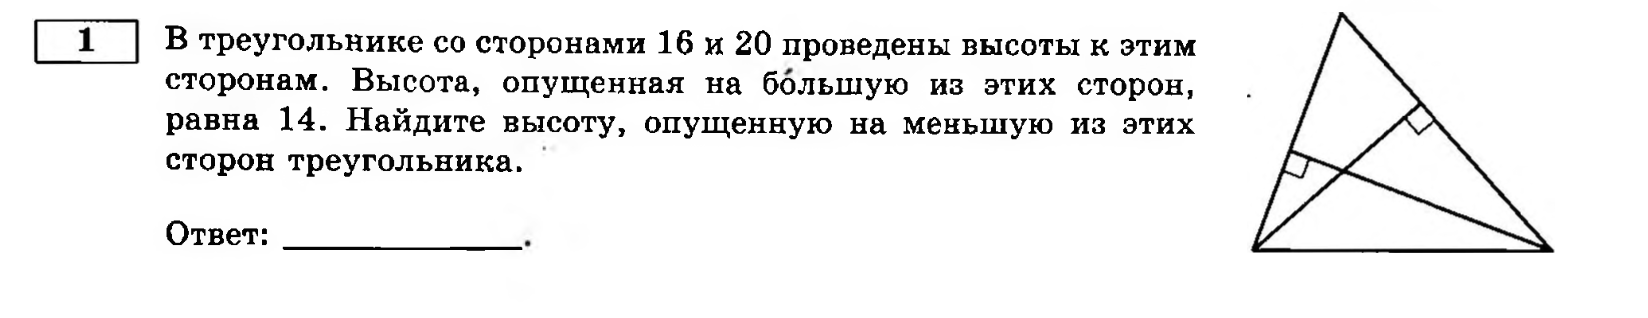 1
В треугольнике со сторонами 16 и 20 проведены высоты к этим
сторонам. Высота, опущенная на бо́льшую из этих сторон,
равна 14. Найдите высоту, опущенную на меньшую из этих
сторон треугольника.
Ответ: ____________.